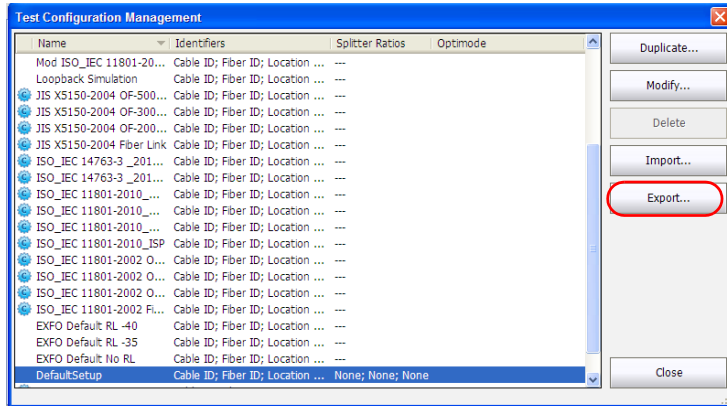 Test Configuration Management
Name Identifiers Splitter Ratios Optimode
Mod ISO_IEC 11801-20... Cable ID; Fiber ID; Location ... ---
Loopback Simulation Cable ID; Fiber ID; Location ... ---
JIS X5150-2004 OF-500... Cable ID; Fiber ID; Location ... ---
JIS X5150-2004 OF-300... Cable ID; Fiber ID; Location ... ---
JIS X5150-2004 OF-200... Cable ID; Fiber ID; Location ... ---
JIS X5150-2004 Fiber Link Cable ID; Fiber ID; Location ... ---
ISO_IEC 14763-3 _201... Cable ID; Fiber ID; Location ... ---
ISO_IEC 14763-3 _201... Cable ID; Fiber ID; Location ... ---
ISO_IEC 11801-2010_... Cable ID; Fiber ID; Location ... ---
ISO_IEC 11801-2010_... Cable ID; Fiber ID; Location ... ---
ISO_IEC 11801-2010_... Cable ID; Fiber ID; Location ... ---
ISO_IEC 11801-2010_ISP Cable ID; Fiber ID; Location ... ---
ISO_IEC 11801-2002 O... Cable ID; Fiber ID; Location ... ---
ISO_IEC 11801-2002 O... Cable ID; Fiber ID; Location ... ---
ISO_IEC 11801-2002 O... Cable ID; Fiber ID; Location ... ---
ISO_IEC 11801-2002 Fi... Cable ID; Fiber ID; Location ... ---
EXFO Default RL -40 Cable ID; Fiber ID; Location ... ---
EXFO Default RL -35 Cable ID; Fiber ID; Location ... ---
EXFO Default No RL Cable ID; Fiber ID; Location ... ---
DefaultSetup Cable ID; Fiber ID; Location ... None; None; None
Duplicate...
Modify...
Delete
Import...
Export...
Close